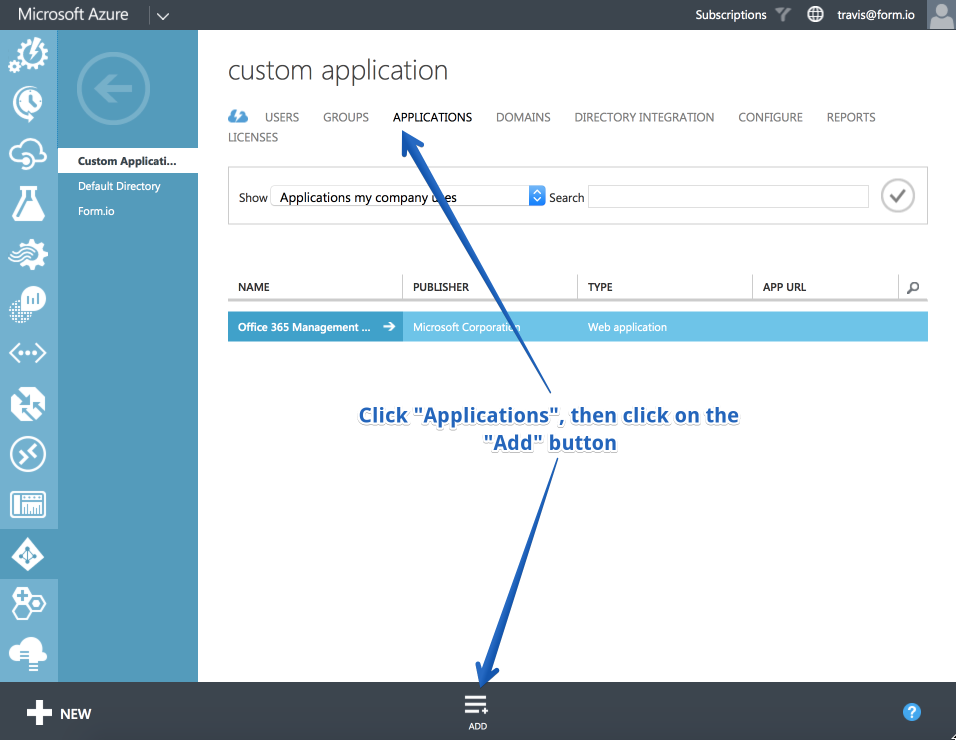 Microsoft Azure
Subscriptions travis@form.io
custom application
USERS GROUPS APPLICATIONS DOMAINS DIRECTORY INTEGRATION CONFIGURE REPORTS
LICENSES
Custom Applicati...
Default Directory
Form.io
Show Applications my company uses Search
NAME PUBLISHER TYPE APP URL
Office 365 Management ... Microsoft Corporation Web application
Click "Applications", then click on the
"Add" button
NEW
ADD
?